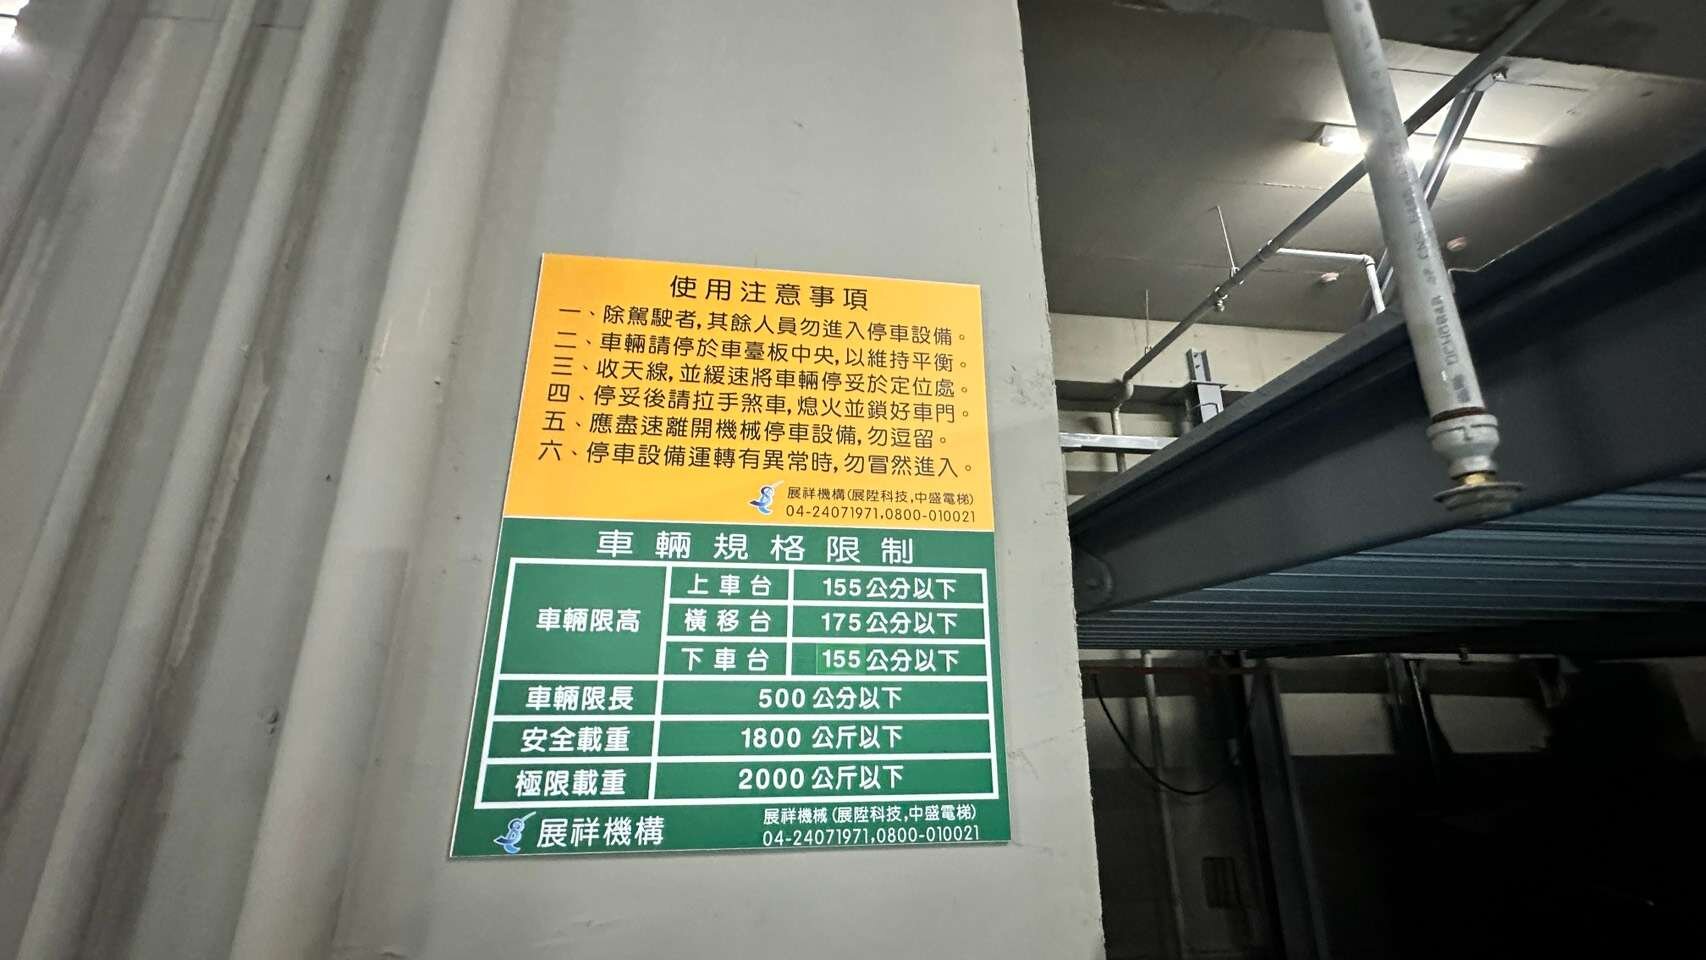 使用注意事項
一、除駕駛者,其餘人員勿進入停車設備。
二、車輛請停於車臺板中央,以維持平衡。
三、收天線,並緩速將車輛停妥於定位處。
四、停妥後請拉手煞車,熄火並鎖好車門。
五、應盡速離開機械停車設備,勿逗留。
六、停車設備運轉有異常時,勿冒然進入。
展祥機構(展陞科技,中盛電梯)
04-24071971,0800-010021
車輛規格限制
車輛限高
上車台 155公分以下
橫移台 175公分以下
下車台 155公分以下
車輛限長 500公分以下
安全載重 1800公斤以下
極限載重 2000公斤以下
展祥機構
展祥機械(展陞科技,中盛電梯)
04-24071971,0800-010021